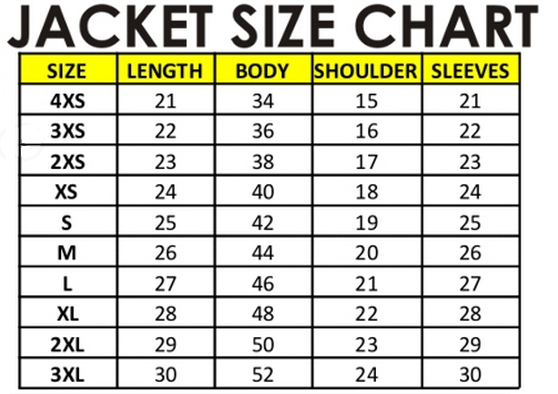 JACKET SIZE CHART
SIZE LENGTH BODY SHOULDER SLEEVES
4XS 21 34 15 21
3XS 22 36 16 22
2XS 23 38 17 23
XS 24 40 18 24
S 25 42 19 25
M 26 44 20 26
L 27 46 21 27
XL 28 48 22 28
2XL 29 50 23 29
3XL 30 52 24 30